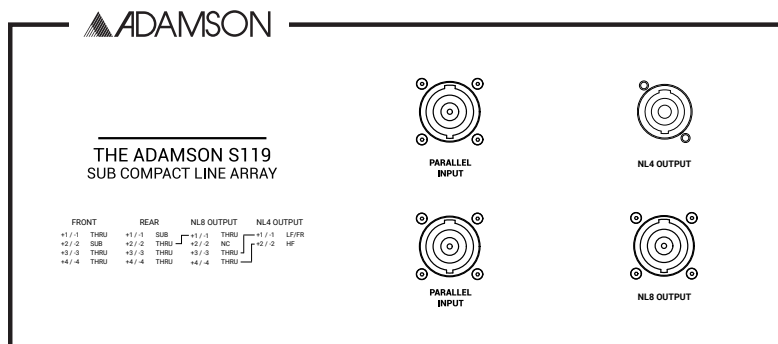 ADAMSON
THE ADAMSON S119
SUB COMPACT LINE ARRAY
FRONT REAR NL8 OUTPUT NL4 OUTPUT
+1 / -1 THRU +1 / -1 SUB +1 / -1 THRU +1 / -1 LF/FR
+2 / -2 SUB +2 / -2 THRU +2 / -2 NC +2 / -2 HF
+3 / -3 THRU +3 / -3 THRU +3 / -3 THRU
+4 / -4 THRU +4 / -4 THRU +4 / -4 THRU
PARALLEL
INPUT
NL4 OUTPUT
PARALLEL
INPUT
NL8 OUTPUT